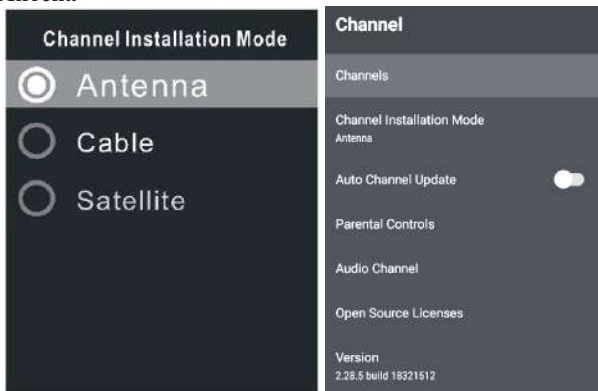 Channel Installation Mode
Antenna
Cable
Satellite
Channel
Channels
Channel Installation Mode
Antenna
Auto Channel Update
Parental Controls
Audio Channel
Open Source Licenses
Version
2.28.5 build 18321512